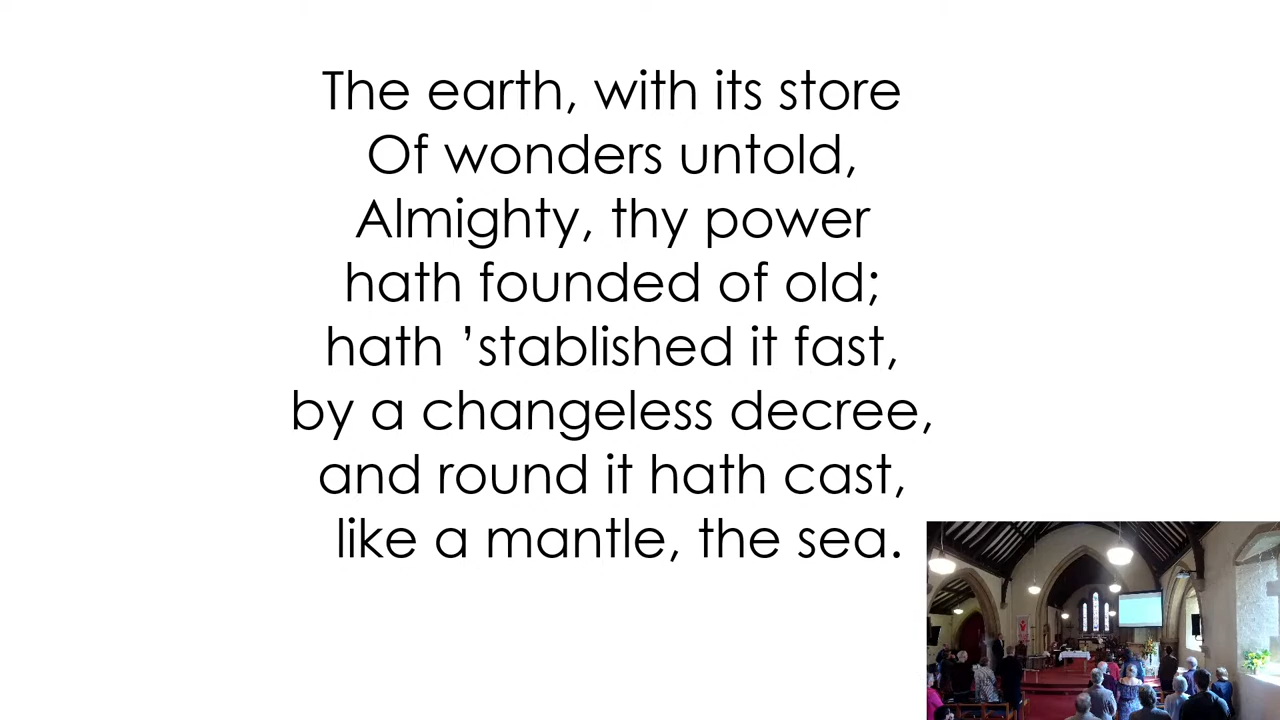 The earth, with its store
Of wonders untold,
Almighty, thy power
hath founded of old;
hath ’stablished it fast,
by a changeless decree,
and round it hath cast,
like a mantle, the sea.